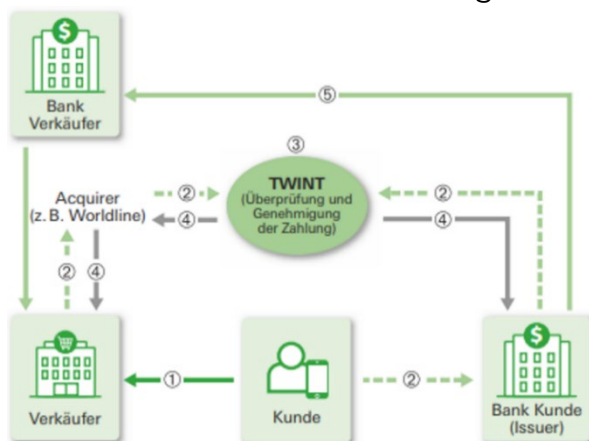 Bank
Verkäufer
⑤
③
TWINT
(Überprüfung und
Genehmigung
der Zahlung)
②
②
Acquirer
(z. B. Worldline)
④
④
②
④
①
Verkäufer
Kunde
②
Bank Kunde
(Issuer)